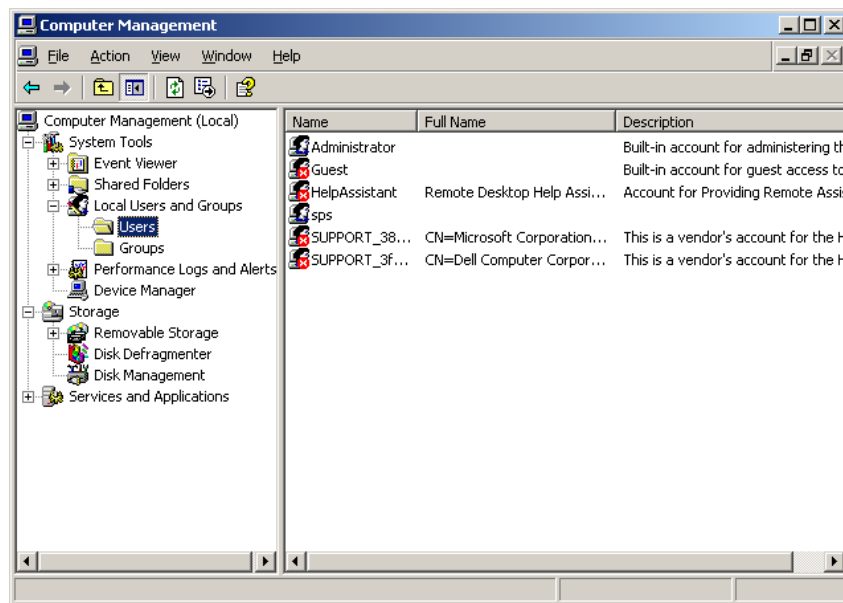 Computer Management
File Action View Window Help
Computer Management (Local)
System Tools
Event Viewer
Shared Folders
Local Users and Groups
Users
Groups
Performance Logs and Alerts
Device Manager
Storage
Removable Storage
Disk Defragmenter
Disk Management
Services and Applications
Name Full Name Description
Administrator Built-in account for administering th
Guest Built-in account for guest access to
HelpAssistant Remote Desktop Help Assi... Account for Providing Remote Assi
sps
SUPPORT_38... CN=Microsoft Corporation... This is a vendor's account for the H
SUPPORT_3f... CN=Dell Computer Corpor... This is a vendor's account for the H